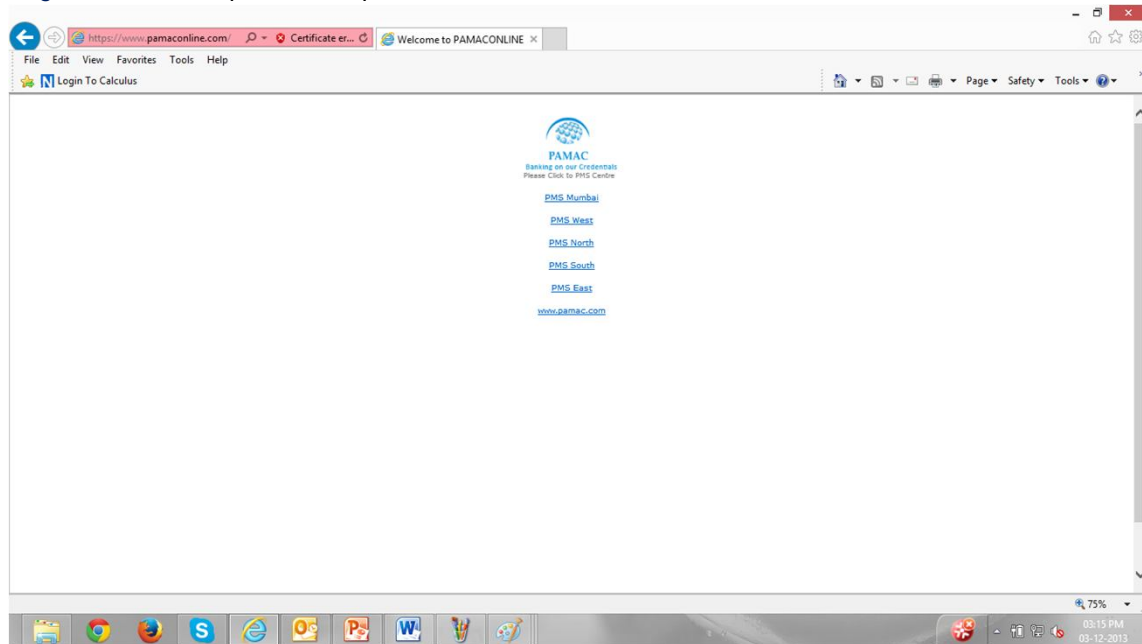 https://www.pamaconline.com/
Certificate er...
Welcome to PAMACONLINE
File Edit View Favorites Tools Help
Login To Calculus
Page Safety Tools
PAMAC
Banking on our Credentials
Please Click to PMS Centre
PMS Mumbai
PMS West
PMS North
PMS South
PMS East
www.pamac.com
75%
03:15 PM
03-12-2013